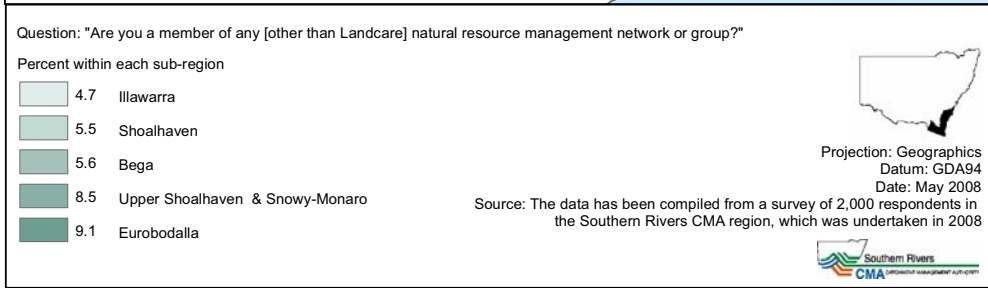 Question: "Are you a member of any [other than Landcare] natural resource management network or group?"
Percent within each sub-region
4.7 Illawarra
5.5 Shoalhaven
5.6 Bega
8.5 Upper Shoalhaven & Snowy-Monaro
9.1 Eurobodalla
Projection: Geographics
Datum: GDA94
Date: May 2008
Source: The data has been compiled from a survey of 2,000 respondents in
the Southern Rivers CMA region, which was undertaken in 2008
Southern Rivers
CMA CATCHMENT MANAGEMENT AUTHORITY